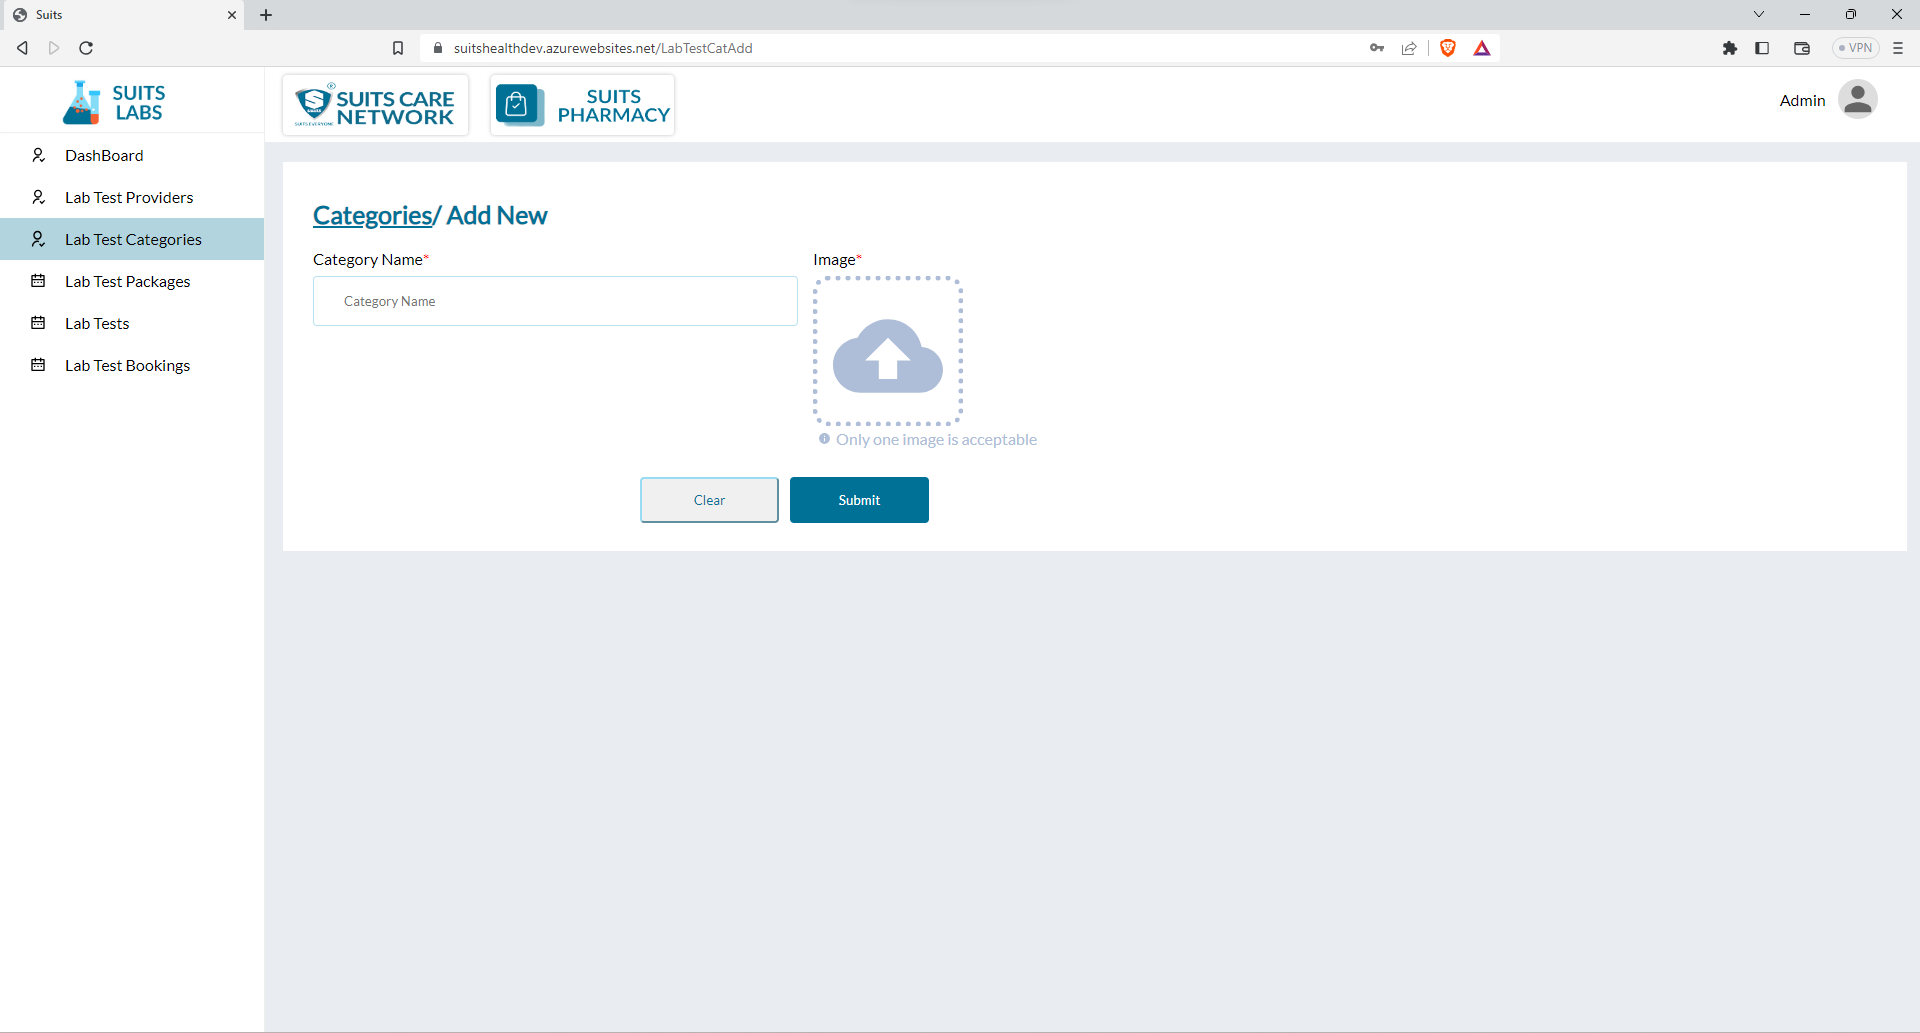 Suits
suitshealthdev.azurewebsites.net/LabTestCatAdd
VPN
SUITS
LABS
SUITS CARE
NETWORK
SUITS
PHARMACY
Admin
DashBoard
Lab Test Providers
Lab Test Categories
Lab Test Packages
Lab Tests
Lab Test Bookings
Categories/ Add New
Category Name*
Category Name
Image*
Only one image is acceptable
Clear
Submit